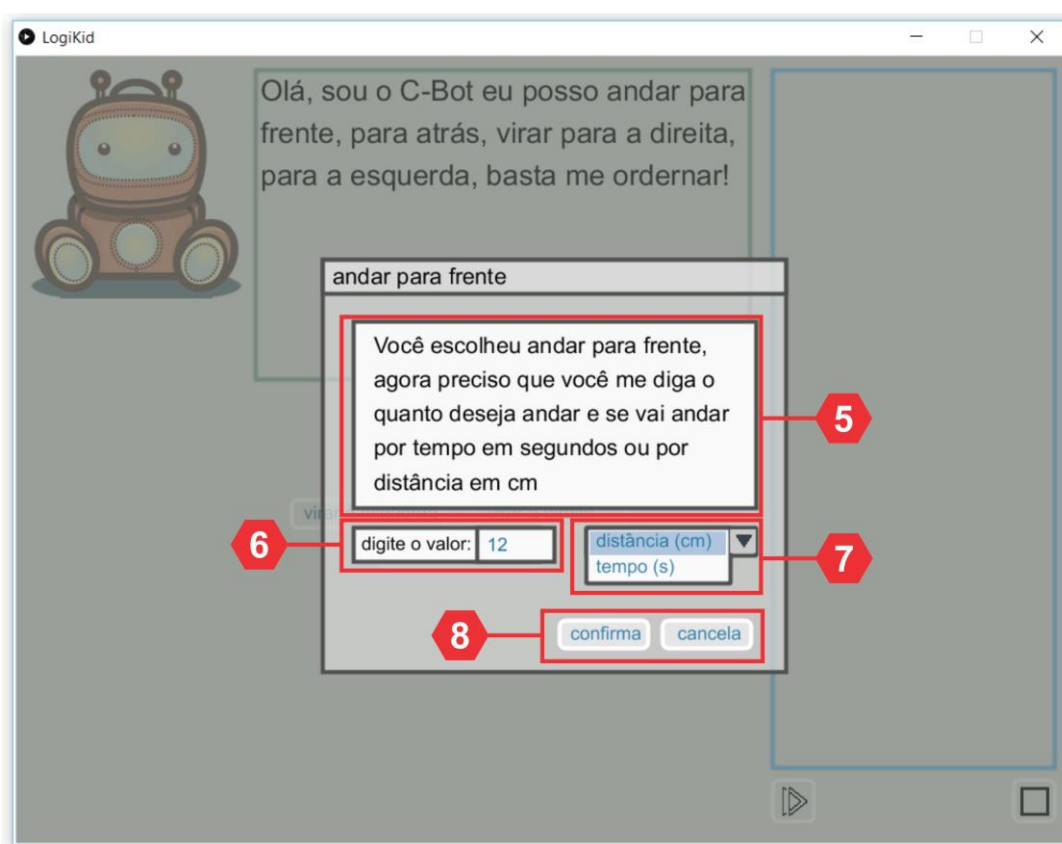 LogiKid
Olá, sou o C-Bot eu posso andar para
frente, para atrás, virar para a direita,
para a esquerda, basta me ordernar!
andar para frente
Você escolheu andar para frente,
agora preciso que você me diga o
quanto deseja andar e se vai andar
por tempo em segundos ou por
distância em cm
5
6
digite o valor: 12
distância (cm)
tempo (s)
7
8
confirma cancela